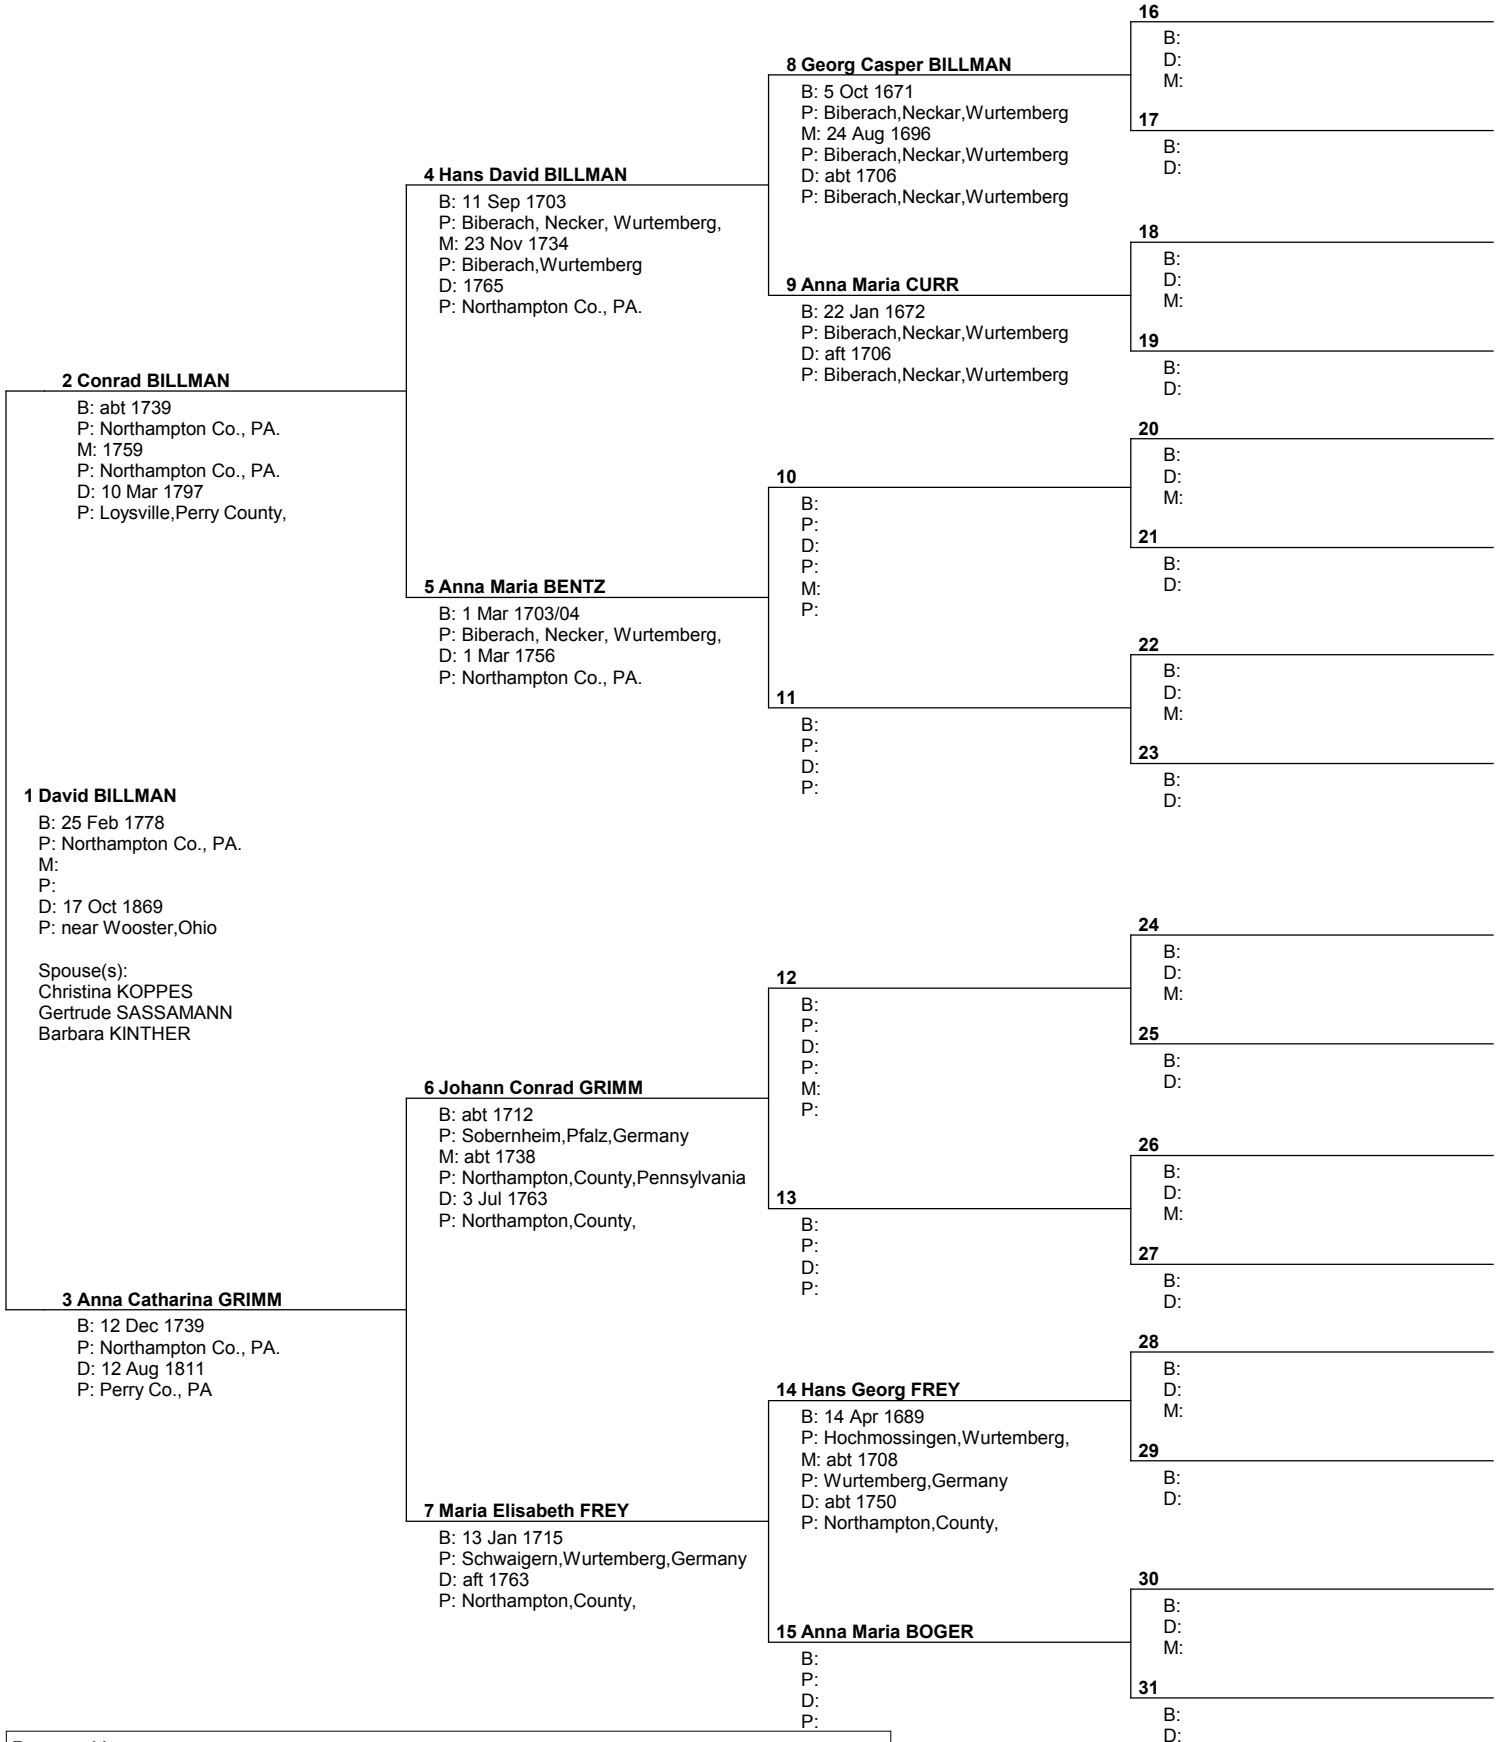 16
B:
D:
M:
8 Georg Casper BILLMAN
B: 5 Oct 1671
P: Biberach,Neckar,Wurtemberg
M: 24 Aug 1696
P: Biberach,Neckar,Wurtemberg
D: abt 1706
P: Biberach,Neckar,Wurtemberg
17
B:
D:
4 Hans David BILLMAN
B: 11 Sep 1703
P: Biberach, Necker, Wurtemberg,
M: 23 Nov 1734
P: Biberach,Wurtemberg
D: 1765
P: Northampton Co., PA.
18
B:
D:
M:
9 Anna Maria CURR
B: 22 Jan 1672
P: Biberach,Neckar,Wurtemberg
D: aft 1706
P: Biberach,Neckar,Wurtemberg
19
B:
D:
2 Conrad BILLMAN
B: abt 1739
P: Northampton Co., PA.
M: 1759
P: Northampton Co., PA.
D: 10 Mar 1797
P: Loysville,Perry County,
20
B:
D:
M:
10
B:
P:
D:
P:
M:
P:
21
B:
D:
5 Anna Maria BENTZ
B: 1 Mar 1703/04
P: Biberach, Necker, Wurtemberg,
D: 1 Mar 1756
P: Northampton Co., PA.
22
B:
D:
M:
11
B:
P:
D:
P:
23
B:
D:
1 David BILLMAN
B: 25 Feb 1778
P: Northampton Co., PA.
M:
P:
D: 17 Oct 1869
P: near Wooster,Ohio
Spouse(s):
Christina KOPPES
Gertrude SASSAMANN
Barbara KINTHER
24
B:
D:
M:
12
B:
P:
D:
P:
M:
P:
25
B:
D:
6 Johann Conrad GRIMM
B: abt 1712
P: Sobernheim,Pfalz,Germany
M: abt 1738
P: Northampton,County,Pennsylvania
D: 3 Jul 1763
P: Northampton,County,
26
B:
D:
M:
13
B:
P:
D:
P:
27
B:
D:
3 Anna Catharina GRIMM
B: 12 Dec 1739
P: Northampton Co., PA.
D: 12 Aug 1811
P: Perry Co., PA
28
B:
D:
M:
14 Hans Georg FREY
B: 14 Apr 1689
P: Hochmossingen,Wurtemberg,
M: abt 1708
P: Wurtemberg,Germany
D: abt 1750
P: Northampton,County,
29
B:
D:
7 Maria Elisabeth FREY
B: 13 Jan 1715
P: Schwaigern,Wurtemberg,Germany
D: aft 1763
P: Northampton,County,
30
B:
D:
M:
15 Anna Maria BOGER
B:
P:
D:
P:
31
B:
D: